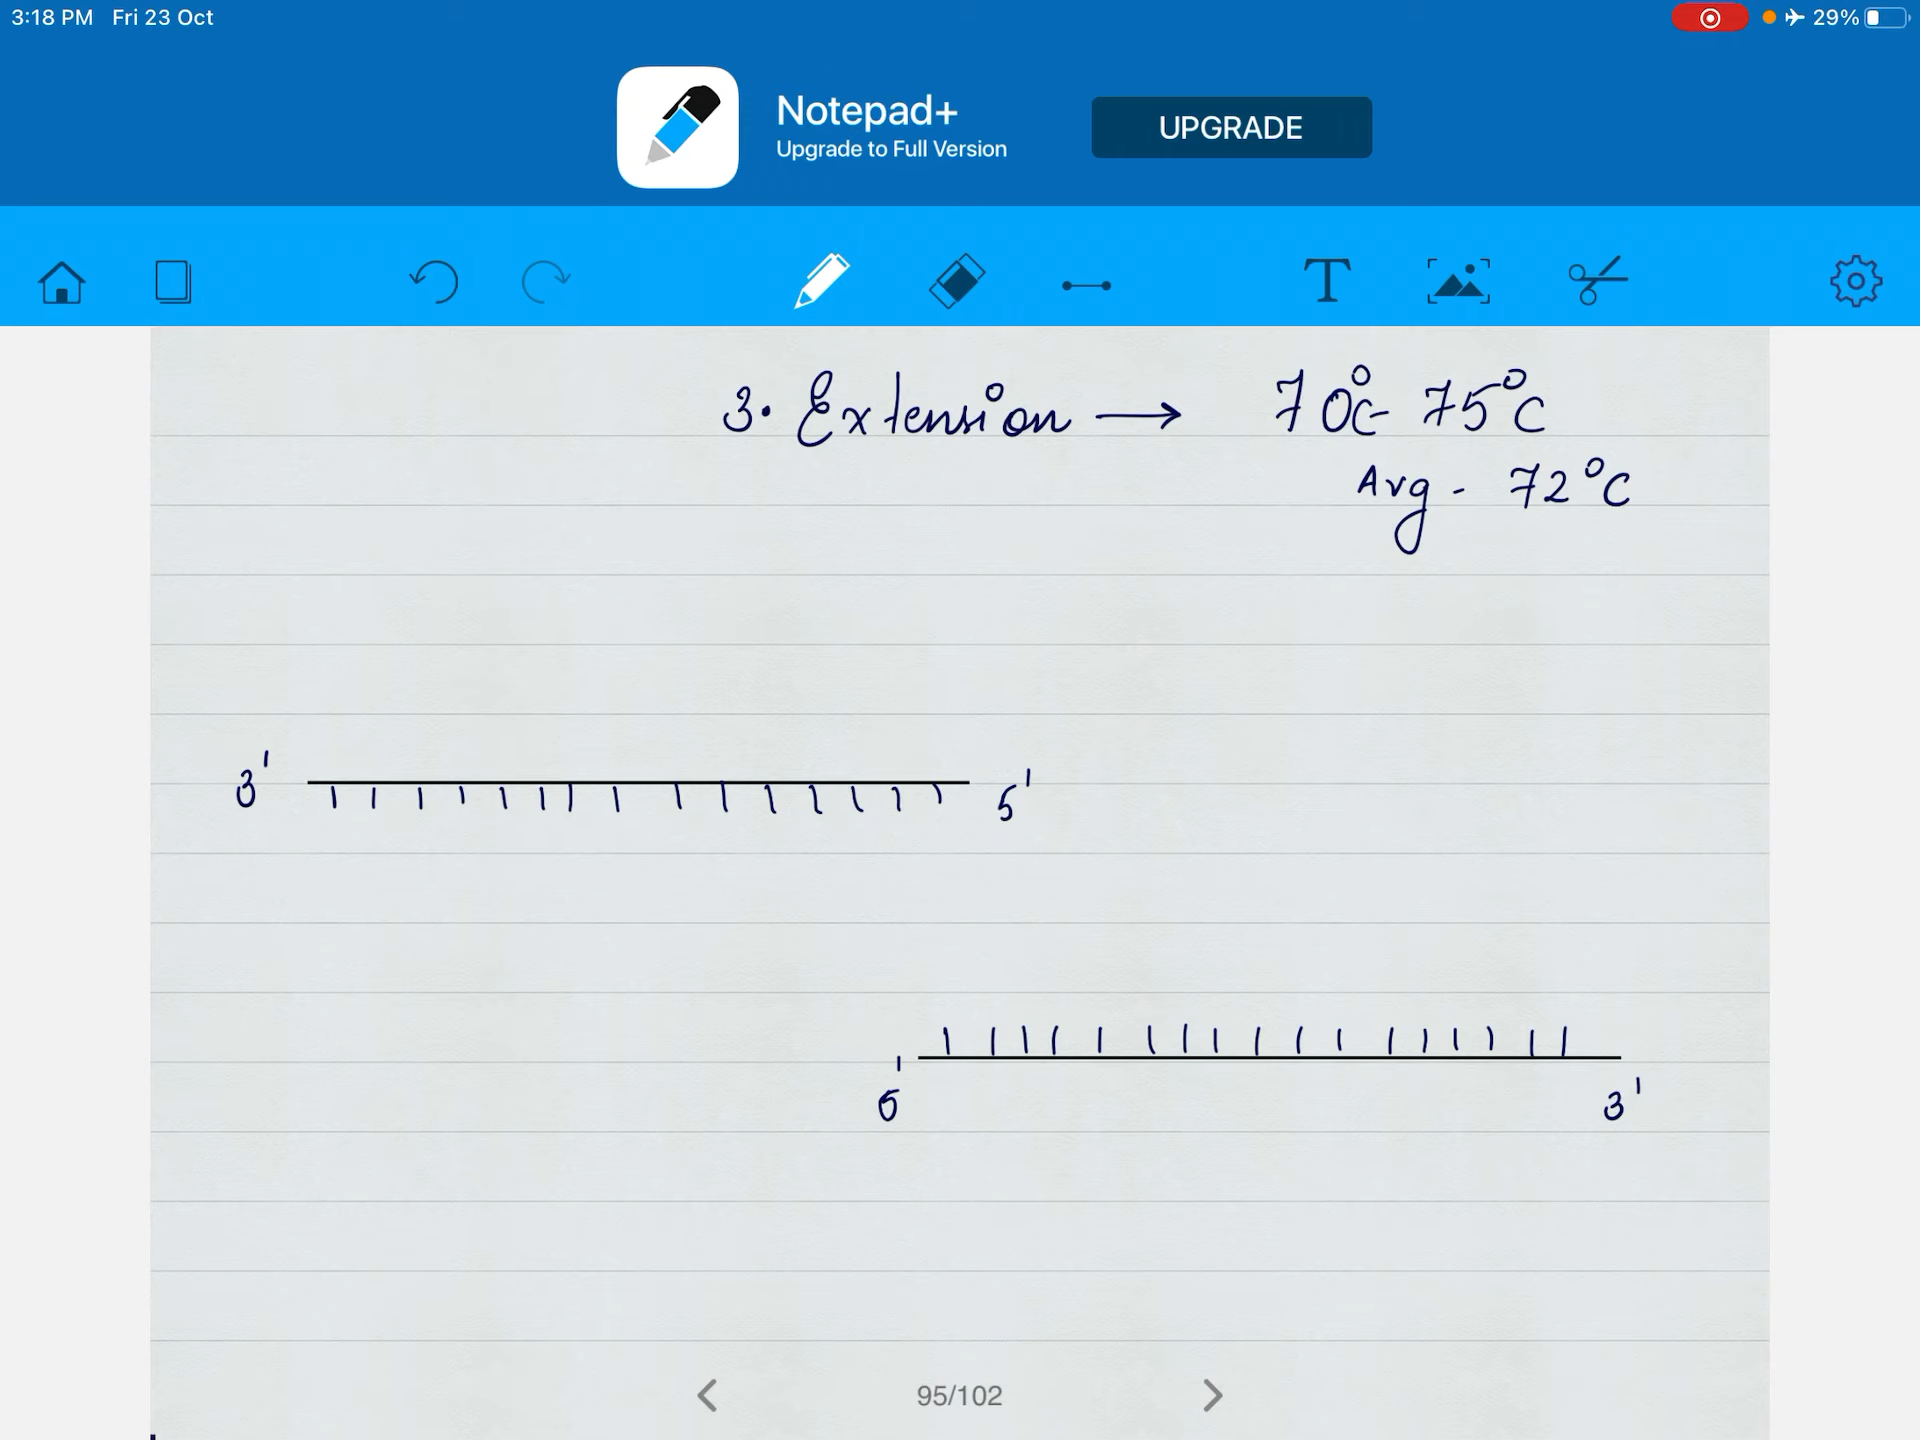 3:18 PM Fri 23 Oct
29%
Notepad+
Upgrade to Full Version
UPGRADE
T
3. Extension → 70°C- 75°C
Avg - 72°C
3' 5'
5' 3'
95/102